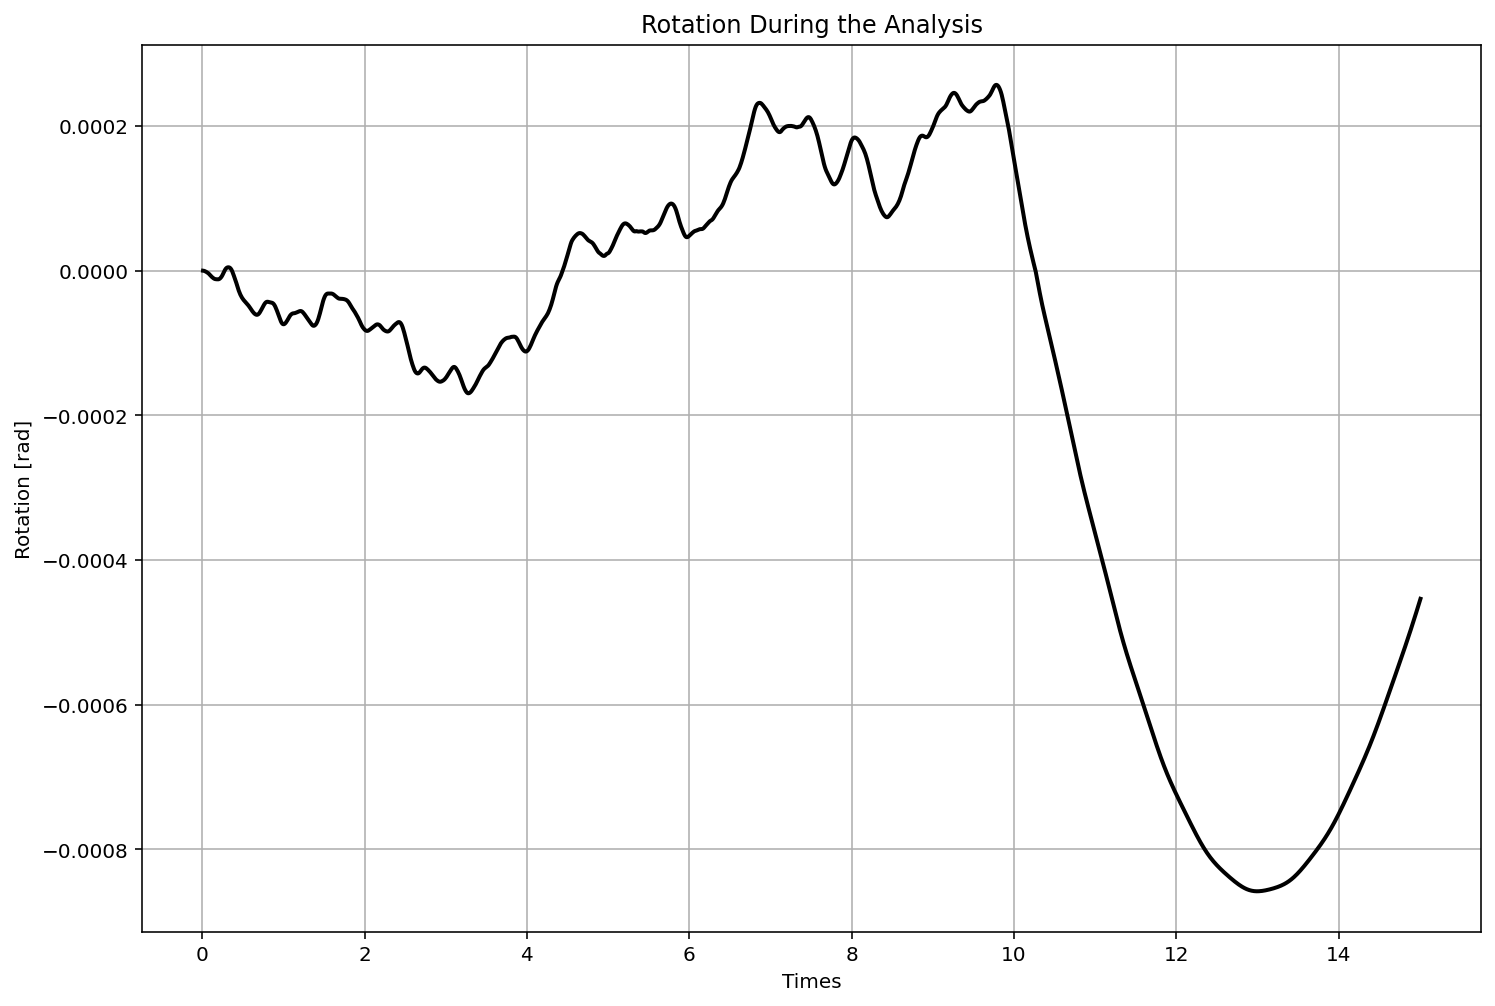 Rotation During the Analysis
0.0002
0.0000
−0.0002
−0.0004
−0.0006
−0.0008
Rotation [rad]
0 2 4 6 8 10 12 14
Times